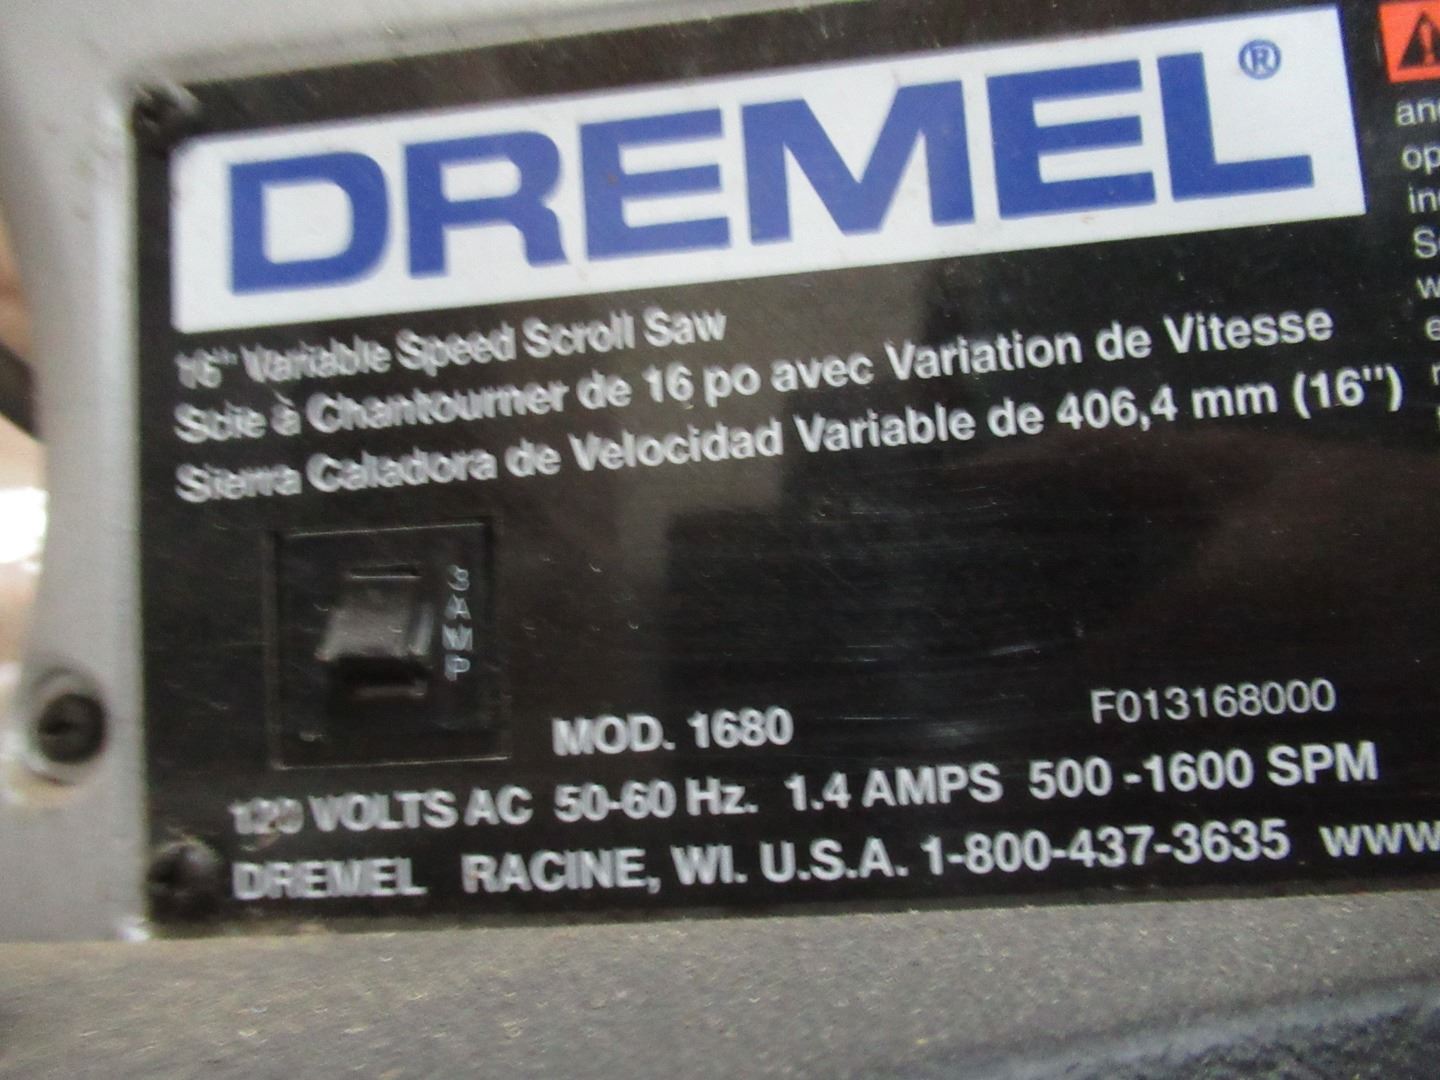 DREMEL®
16" Variable Speed Scroll Saw
Scie à Chantourner de 16 po avec Variation de Vitesse
Sierra Caladora de Velocidad Variable de 406,4 mm (16")
3
A
M
P
MOD. 1680
F013168000
120 VOLTS AC 50-60 Hz. 1.4 AMPS 500 -1600 SPM
DREMEL RACINE, WI. U.S.A. 1-800-437-3635 www